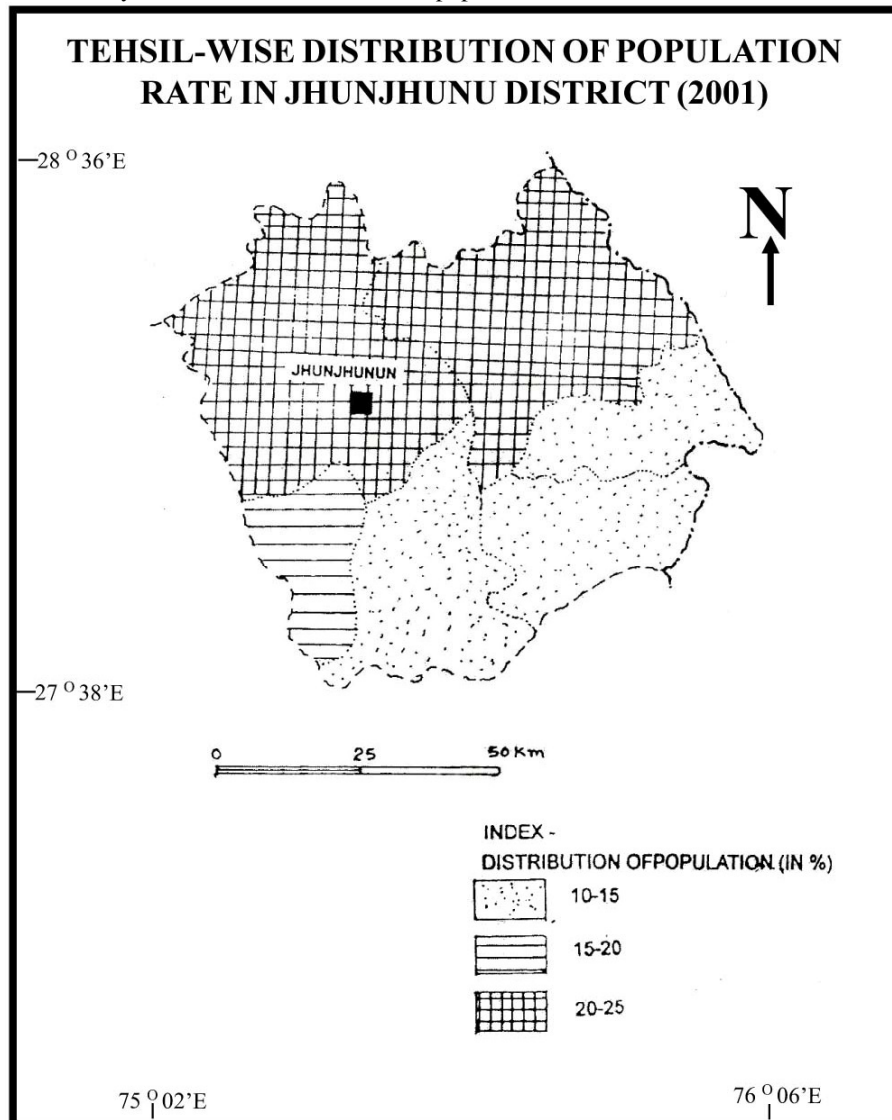 TEHSIL-WISE DISTRIBUTION OF POPULATION
RATE IN JHUNJHUNU DISTRICT (2001)
28 O 36'E
N
JHUNJHUNUN
27 O 38'E
0 25 50 Km
INDEX -
DISTRIBUTION OFPOPULATION (IN %)
10-15
15-20
20-25
75 O 02'E 76 O 06'E